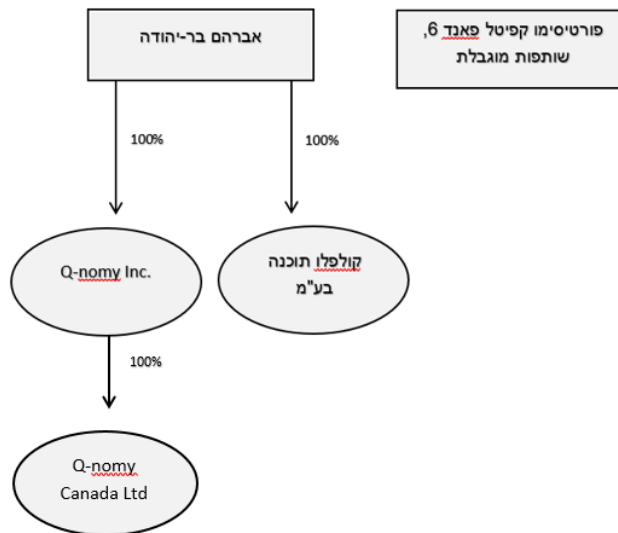 אברהם בר-יהודה
פורטיסימו קפיטל פאנד 6,
שותפות מוגבלת
100%
100%
Q-nomy Inc.
קולפלו תוכנה
בע"מ
100%
Q-nomy
Canada Ltd